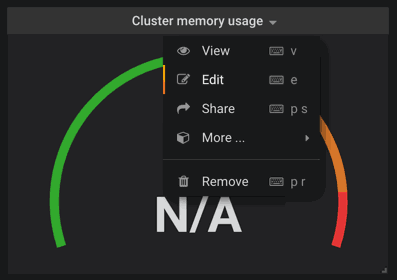 Cluster memory usage
View v
Edit e
Share p s
More ...
Remove p r
N/A